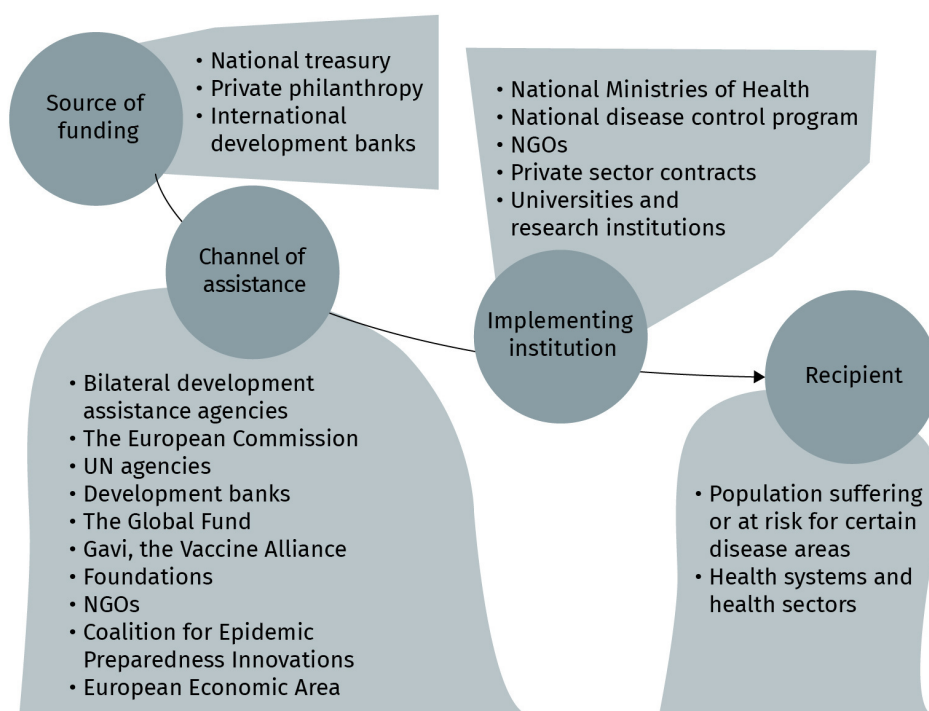 Source of
funding
• National treasury
• Private philanthropy
• International
development banks
Channel of
assistance
• Bilateral development
assistance agencies
• The European Commission
• UN agencies
• Development banks
• The Global Fund
• Gavi, the Vaccine Alliance
• Foundations
• NGOs
• Coalition for Epidemic
Preparedness Innovations
• European Economic Area
• National Ministries of Health
• National disease control program
• NGOs
• Private sector contracts
• Universities and
research institutions
Implementing
institution
Recipient
• Population suffering
or at risk for certain
disease areas
• Health systems and
health sectors